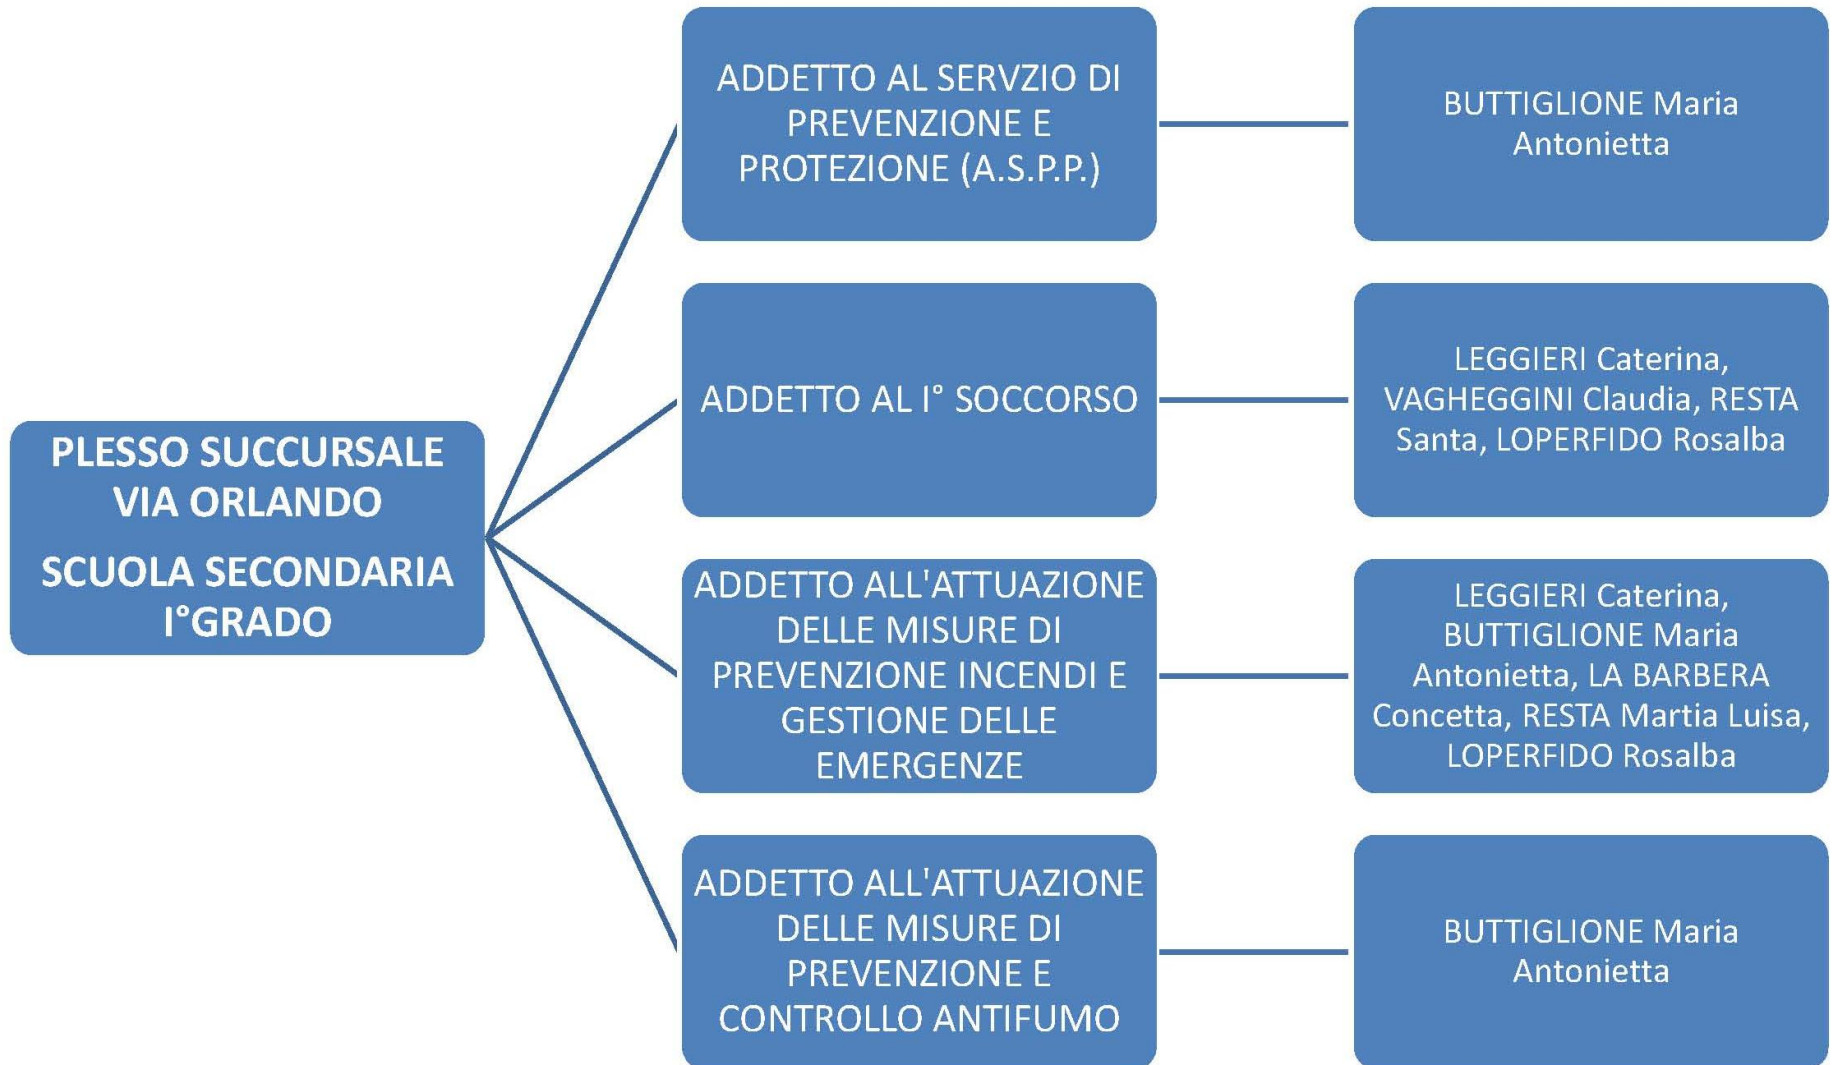 PLESSO SUCCURSALE
VIA ORLANDO
SCUOLA SECONDARIA
I°GRADO
ADDETTO AL SERVZIO DI
PREVENZIONE E
PROTEZIONE (A.S.P.P.)
BUTTIGLIONE Maria
Antonietta
ADDETTO AL I° SOCCORSO
LEGGIERI Caterina,
VAGHEGGINI Claudia, RESTA
Santa, LOPERFIDO Rosalba
ADDETTO ALL'ATTUAZIONE
DELLE MISURE DI
PREVENZIONE INCENDI E
GESTIONE DELLE
EMERGENZE
LEGGIERI Caterina,
BUTTIGLIONE Maria
Antonietta, LA BARBERA
Concetta, RESTA Martia Luisa,
LOPERFIDO Rosalba
ADDETTO ALL'ATTUAZIONE
DELLE MISURE DI
PREVENZIONE E
CONTROLLO ANTIFUMO
BUTTIGLIONE Maria
Antonietta